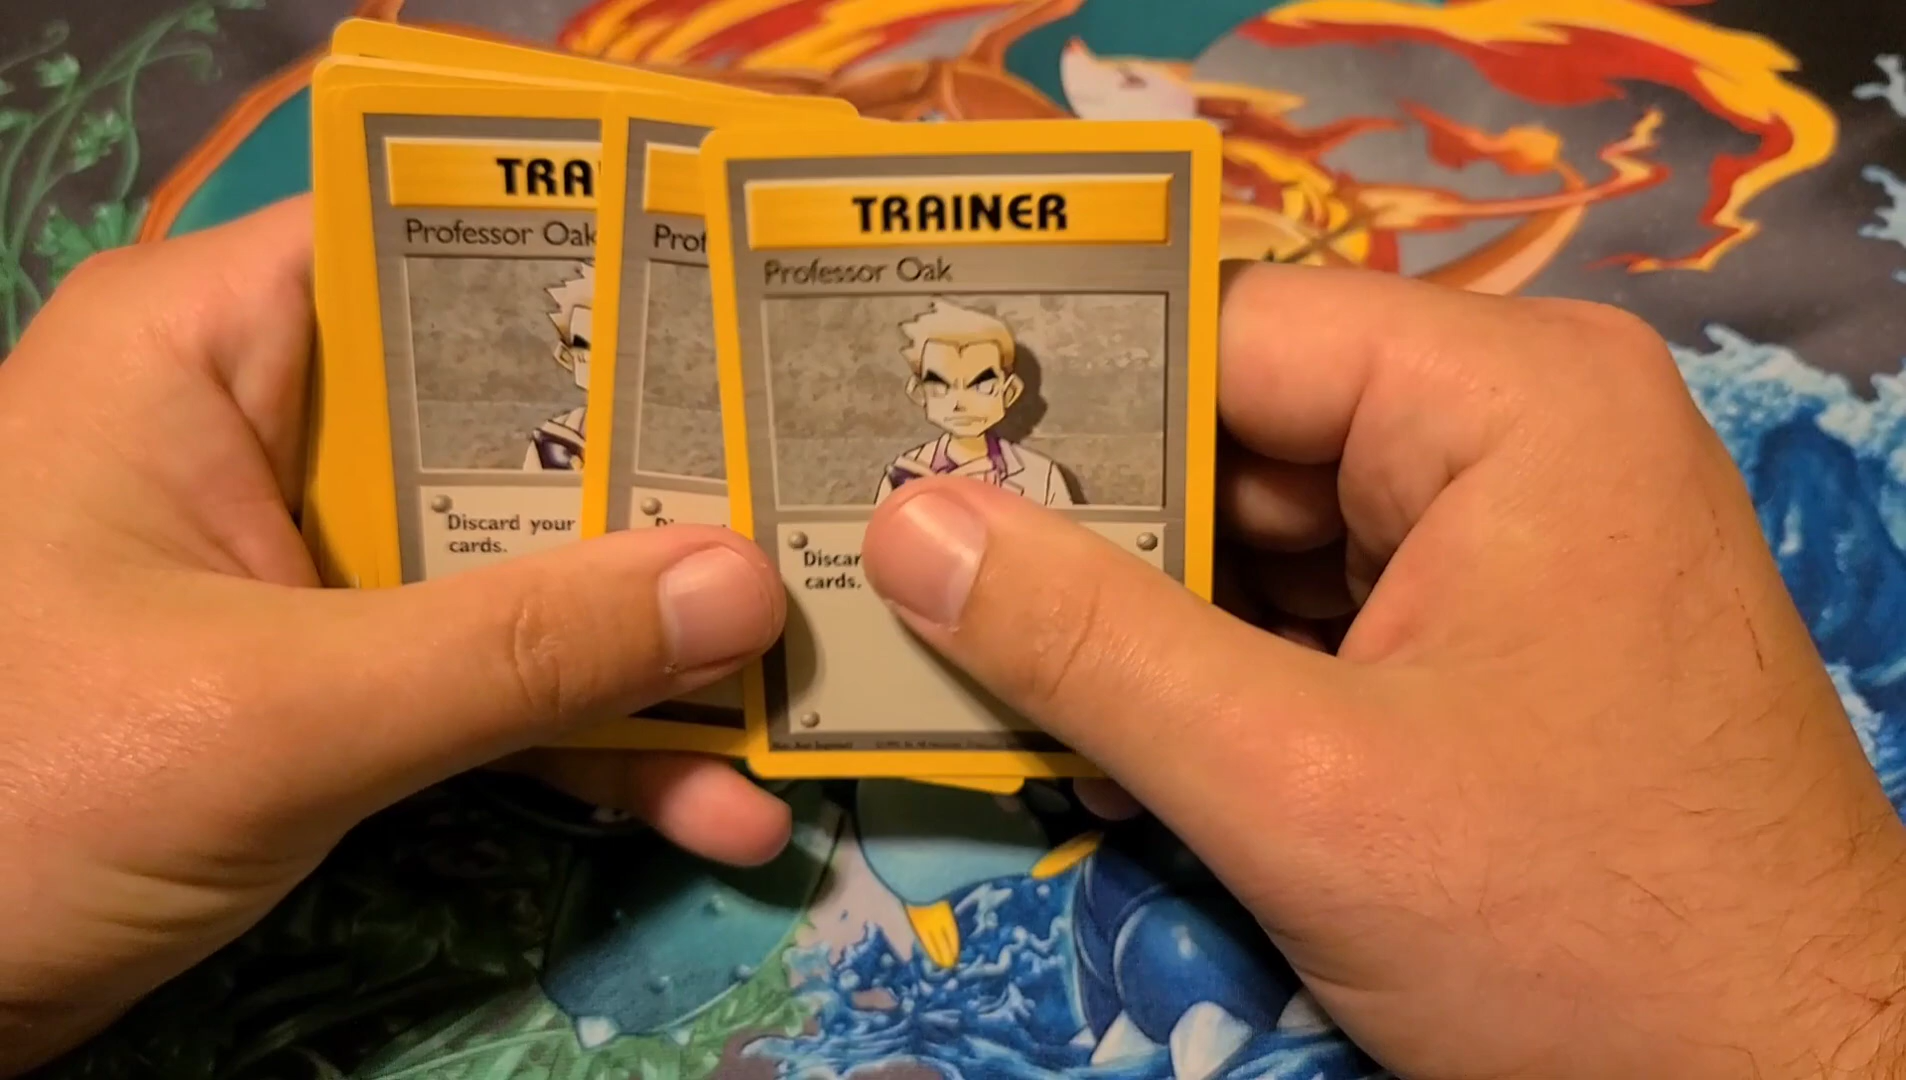 TRA
Professor Oak
Discard your
cards.
Prof
TRAINER
Professor Oak
Discar
cards.